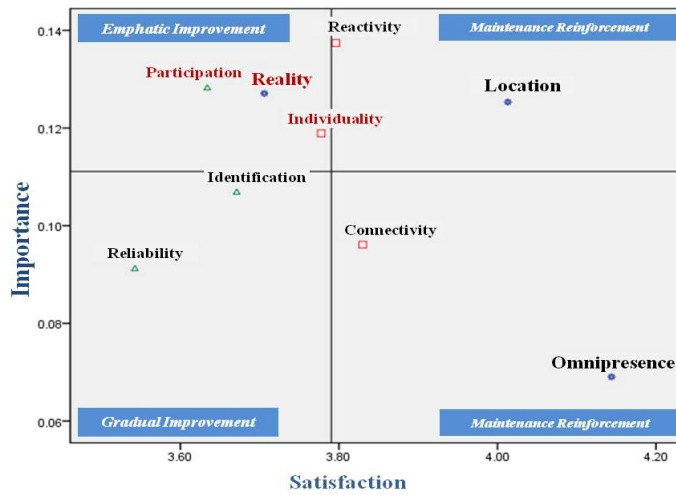 Emphatic Improvement
Reactivity
Maintenance Reinforcement
0.14
Participation
Reality
Location
0.12
Individuality
Identification
Importance
0.10
Connectivity
Reliability
0.08
Omnipresence
0.06
Gradual Improvement
Maintenance Reinforcement
3.60
3.80
4.00
4.20
Satisfaction